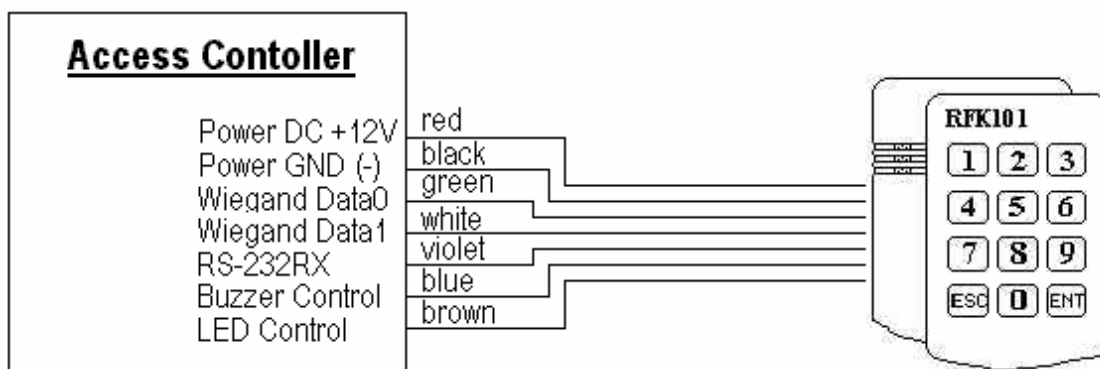 Access Contoller
Power DC +12V red
Power GND (-) black
Wiegand Data0 green
Wiegand Data1 white
RS-232RX violet
Buzzer Control blue
LED Control brown
RFK101
1 2 3
4 5 6
7 8 9
ESC 0 ENT